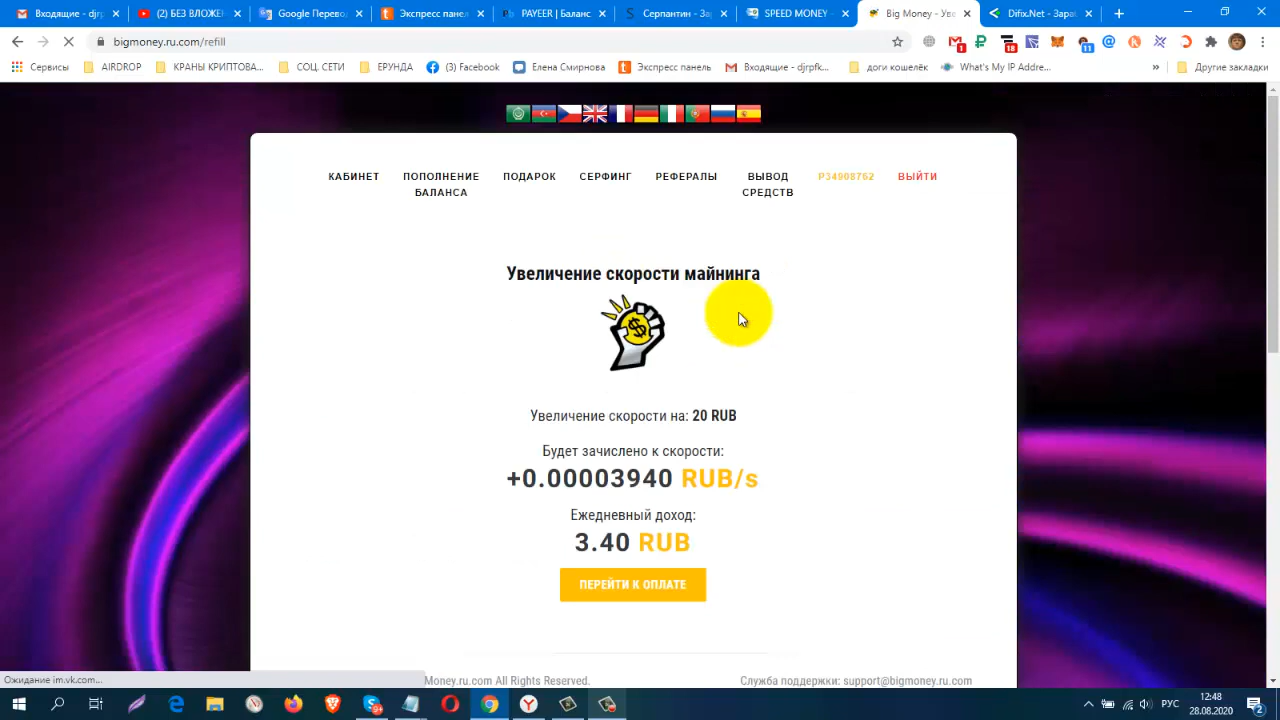 Входящие - djrp
(2) БЕЗ ВЛОЖЕ
Google Перево
Экспресс панел
PAYEER | Баланс
Серпантин - Зар
SPEED MONEY -
Big Money - Уве
Difix.Net - Зара
bigmoney.ru.com/refill
1
18
11
Сервисы
AIRDROP
КРАНЫ КРИПТОВА...
СОЦ СЕТИ
ЕРУНДА
(3) Facebook
Елена Смирнова
Экспресс панель
Входящие - djrpfk...
доги кошелёк
What's My IP Addre...
»
Другие закладки
КАБИНЕТ
ПОПОЛНЕНИЕ
БАЛАНСА
ПОДАРОК
СЕРФИНГ
РЕФЕРАЛЫ
ВЫВОД
СРЕДСТВ
P34908762
ВЫЙТИ
Увеличение скорости майнинга
Увеличение скорости на: 20 RUB
Будет зачислено к скорости:
+0.00003940 RUB/s
Ежедневный доход:
3.40 RUB
ПЕРЕЙТИ К ОПЛАТЕ
Ожидание im.vk.com...
Money.ru.com All Rights Reserved.
Служба поддержки: support@bigmoney.ru.com
РУС
12:48
28.08.2020
2